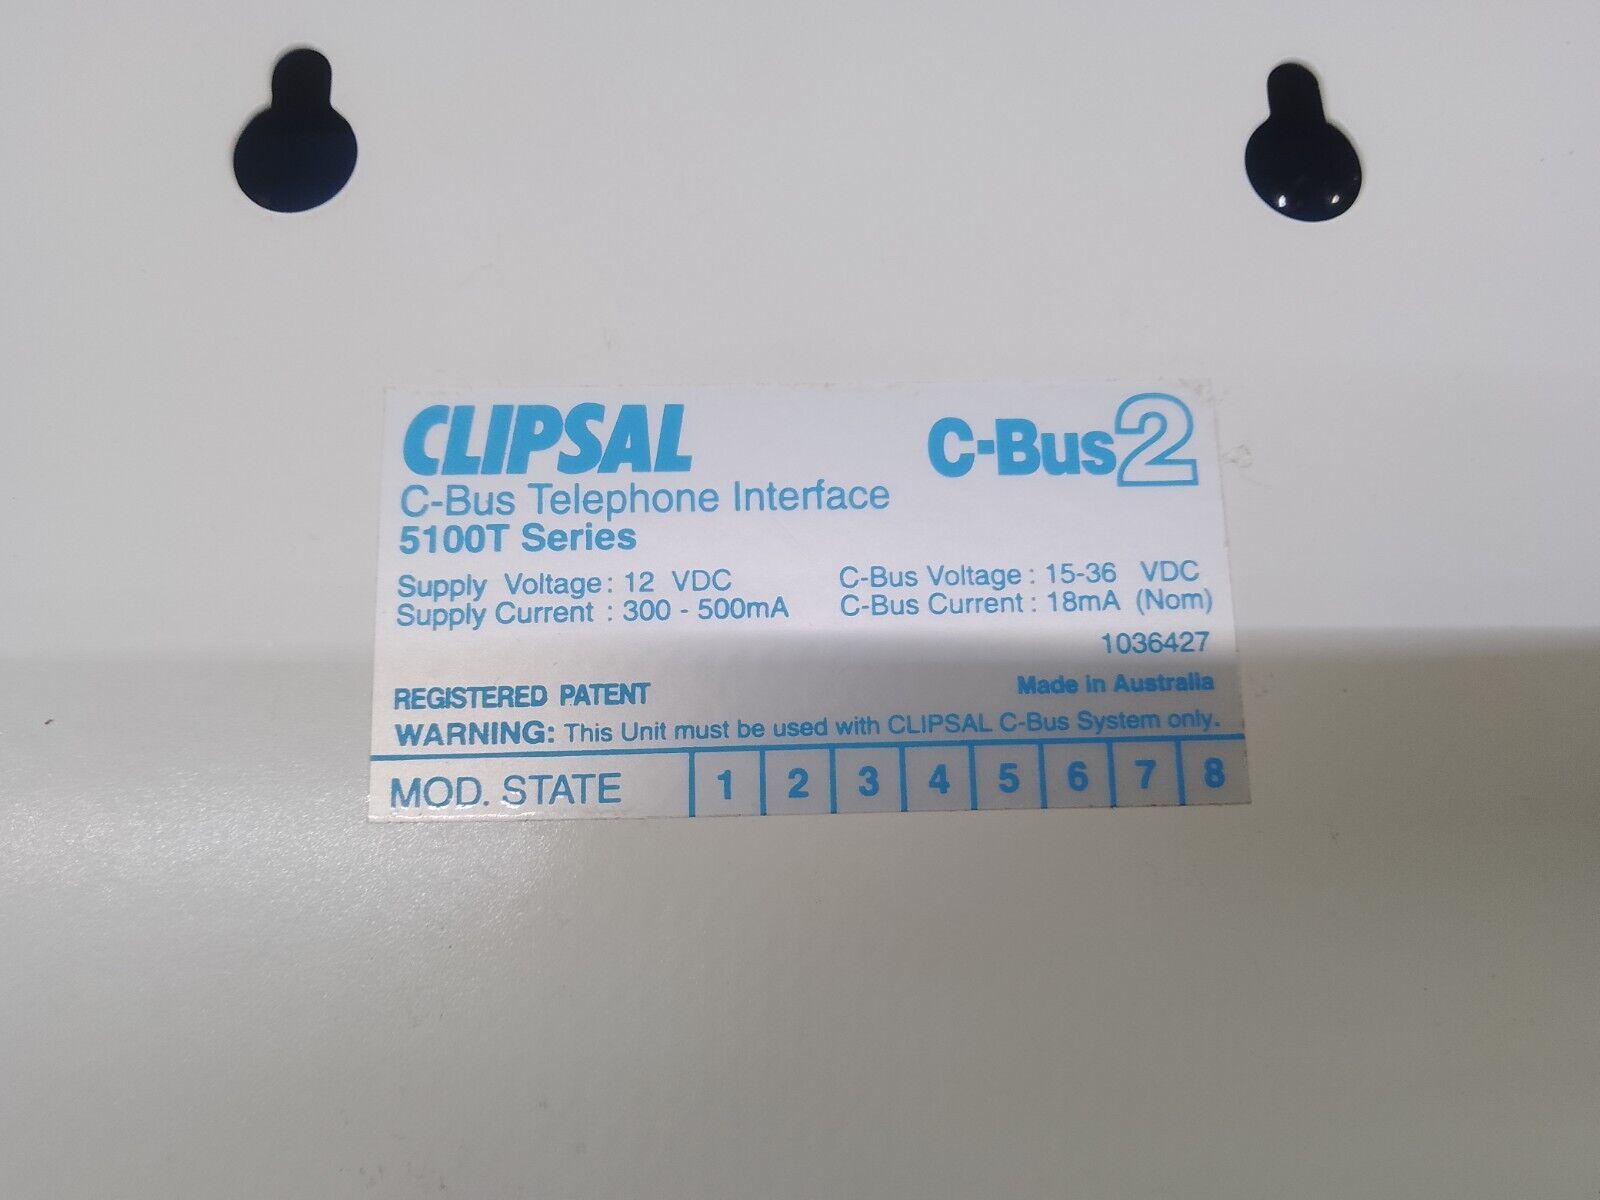 CLIPSAL
C-Bus2
C-Bus Telephone Interface
5100T Series
Supply Voltage : 12 VDC
Supply Current : 300 - 500mA
C-Bus Voltage : 15-36 VDC
C-Bus Current : 18mA (Nom)
1036427
REGISTERED PATENT
Made in Australia
WARNING: This Unit must be used with CLIPSAL C-Bus System only.
MOD. STATE 1 2 3 4 5 6 7 8